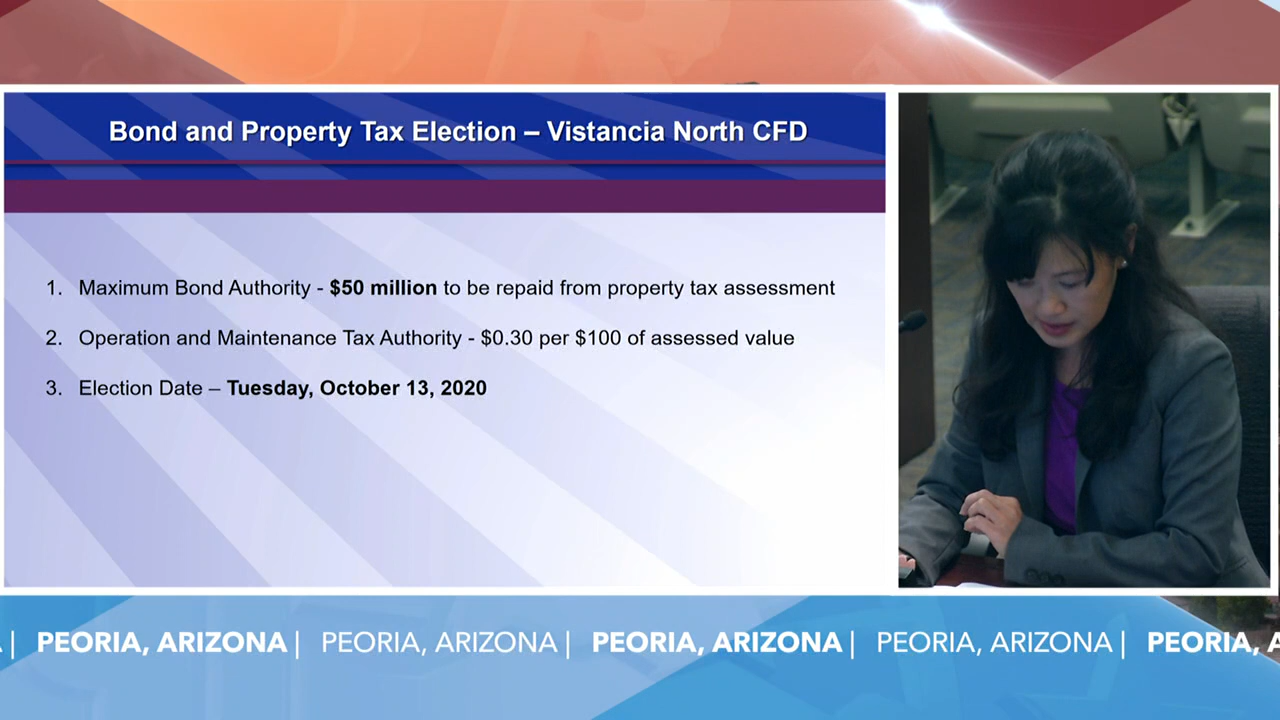 Bond and Property Tax Election – Vistancia North CFD
1. Maximum Bond Authority - $50 million to be repaid from property tax assessment
2. Operation and Maintenance Tax Authority - $0.30 per $100 of assessed value
3. Election Date – Tuesday, October 13, 2020
| PEORIA, ARIZONA | PEORIA, ARIZONA | PEORIA, ARIZONA | PEORIA, ARIZONA | PEORIA, A